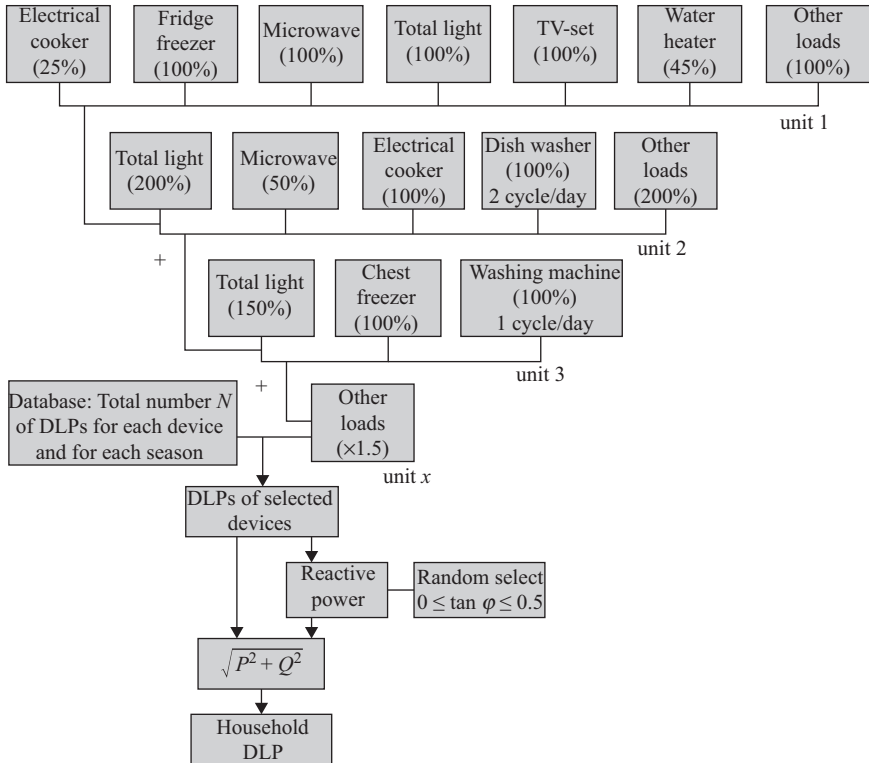 Electrical
cooker
(25%)
Fridge
freezer
(100%)
Microwave
(100%)
Total light
(100%)
TV-set
(100%)
Water
heater
(45%)
Other
loads
(100%)
unit 1
Total light
(200%)
Microwave
(50%)
Electrical
cooker
(100%)
Dish washer
(100%)
2 cycle/day
Other
loads
(200%)
unit 2
+
Total light
(150%)
Chest
freezer
(100%)
Washing machine
(100%)
1 cycle/day
unit 3
+
Database: Total number N
of DLPs for each device
and for each season
Other
loads
(×1.5)
unit x
DLPs of selected
devices
Reactive
power
Random select
0 ≤ tan φ ≤ 0.5
√P² + Q²
Household
DLP